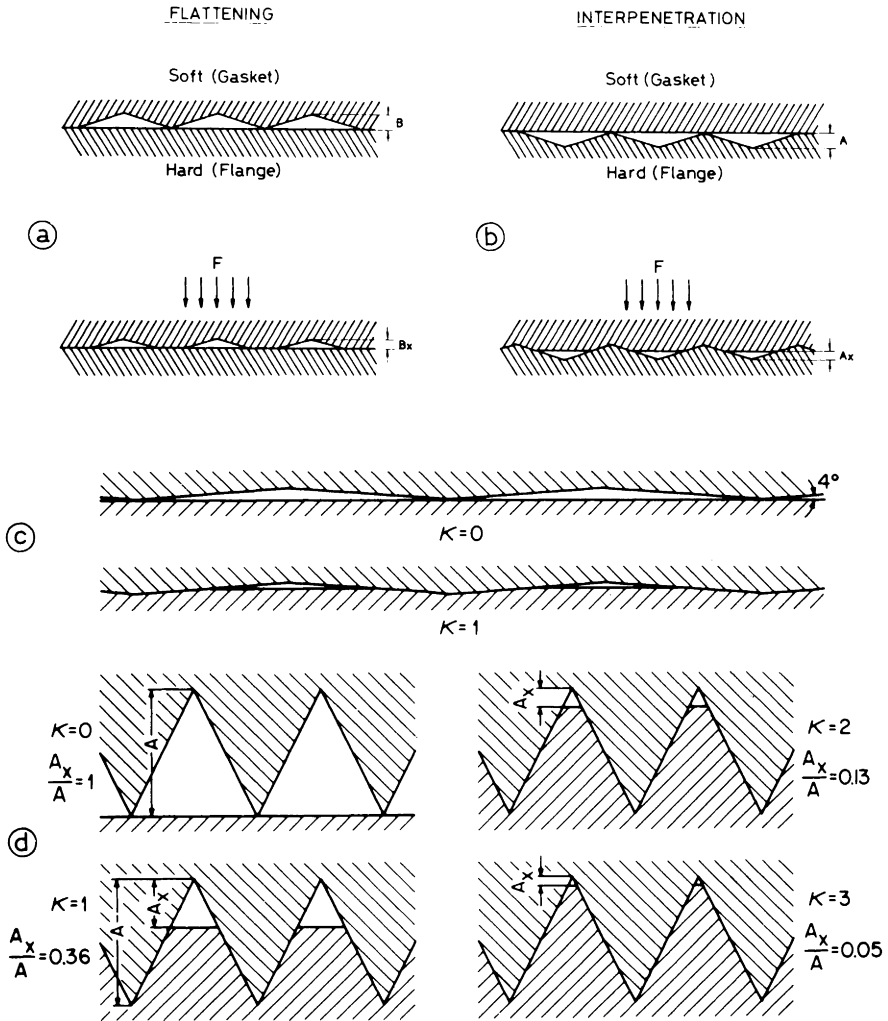 FLATTENING
Soft (Gasket)
B
Hard (Flange)
a
F
Bx
INTERPENETRATION
Soft (Gasket)
A
Hard (Flange)
b
F
Ax
4°
K=0
c
K=1
K=0
Ax/A=1
A
Ax
K=2
Ax/A=0.13
d
K=1
Ax/A=0.36
A
Ax
Ax
K=3
Ax/A=0.05